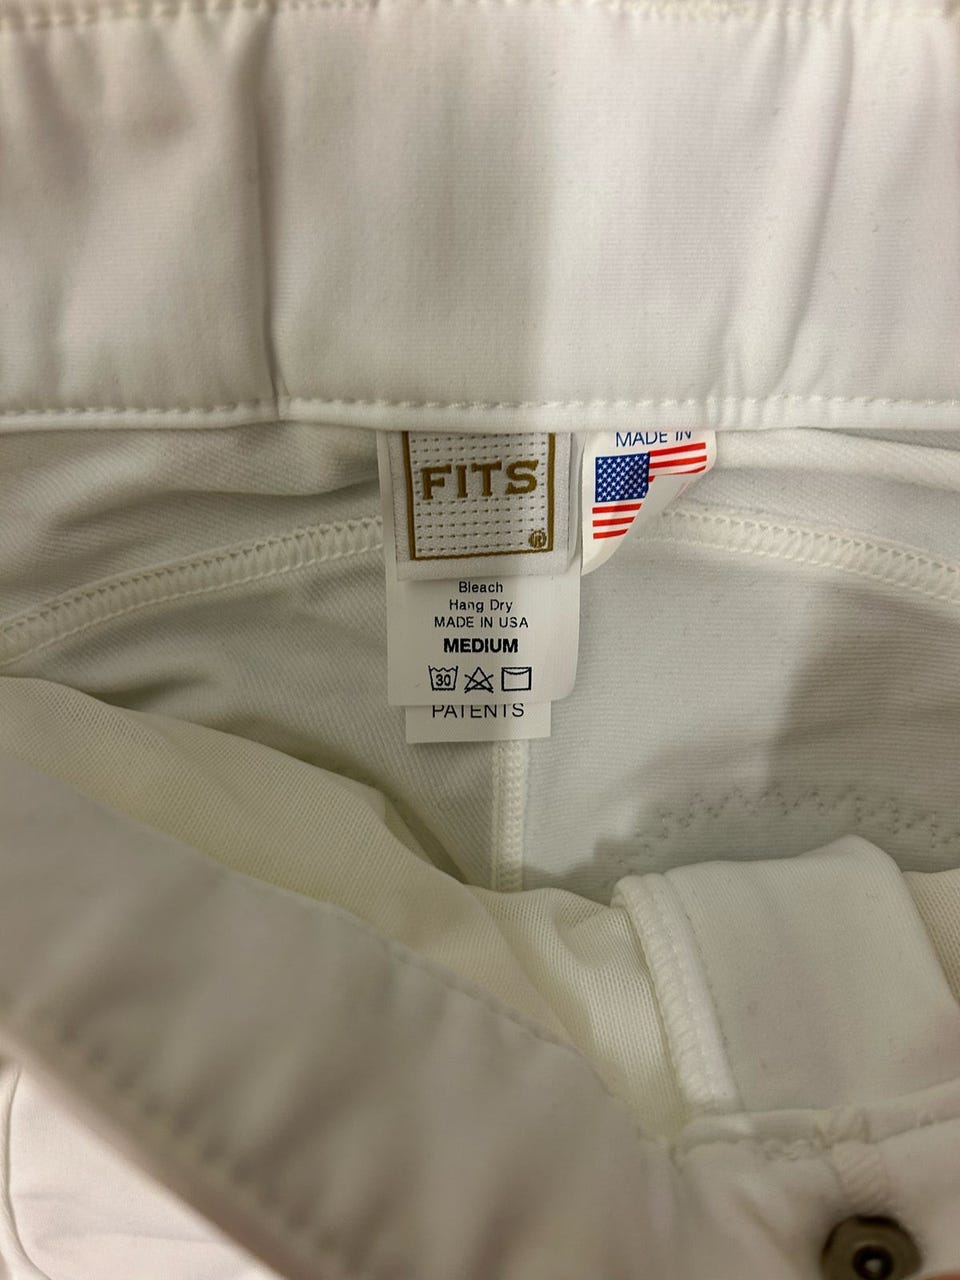 FITS
®
MADE IN
Bleach
Hang Dry
MADE IN USA
MEDIUM
30
PATENTS